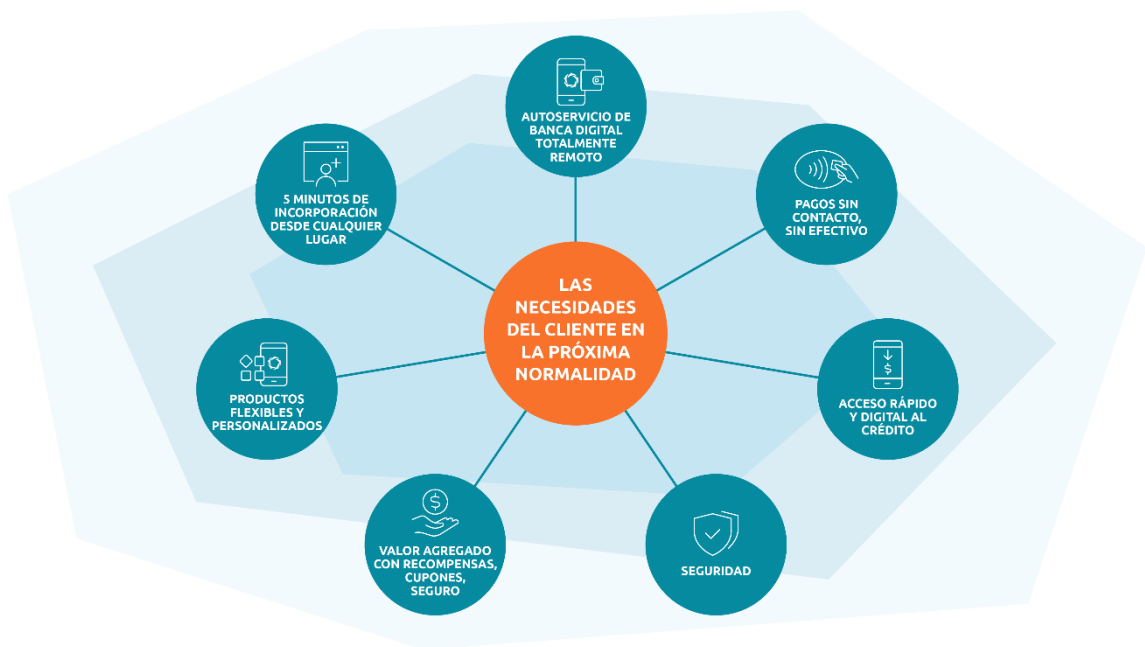 AUTOSERVICIO DE
BANCA DIGITAL
TOTALMENTE
REMOTO
5 MINUTOS DE
INCORPORACIÓN
DESDE CUALQUIER
LUGAR
PAGOS SIN
CONTACTO,
SIN EFECTIVO
LAS
NECESIDADES
DEL CLIENTE EN
LA PRÓXIMA
NORMALIDAD
PRODUCTOS
FLEXIBLES Y
PERSONALIZADOS
$
ACCESO RÁPIDO
Y DIGITAL AL
CRÉDITO
$
VALOR AGREGADO
CON RECOMPENSAS,
CUPONES,
SEGURO
SEGURIDAD